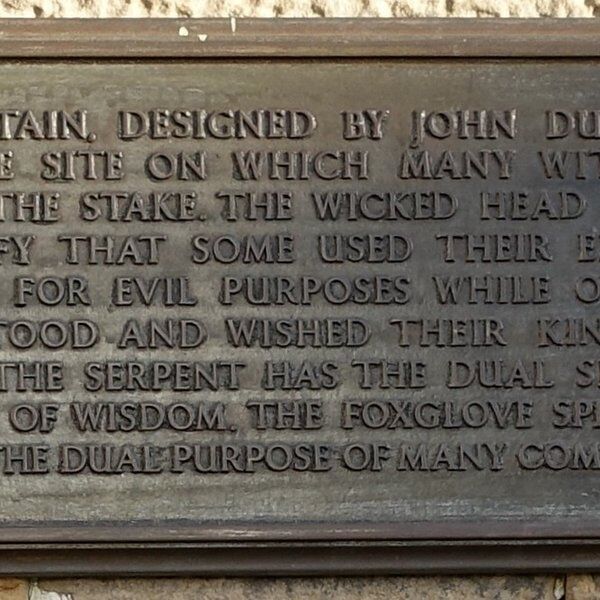 TAIN, DESIGNED BY JOHN DU
E SITE ON WHICH MANY WIT
THE STAKE. THE WICKED HEAD
FY THAT SOME USED THEIR E
FOR EVIL PURPOSES WHILE O
TOOD AND WISHED THEIR KIN
THE SERPENT HAS THE DUAL S
OF WISDOM. THE FOXGLOVE SP
THE DUAL PURPOSE OF MANY COM